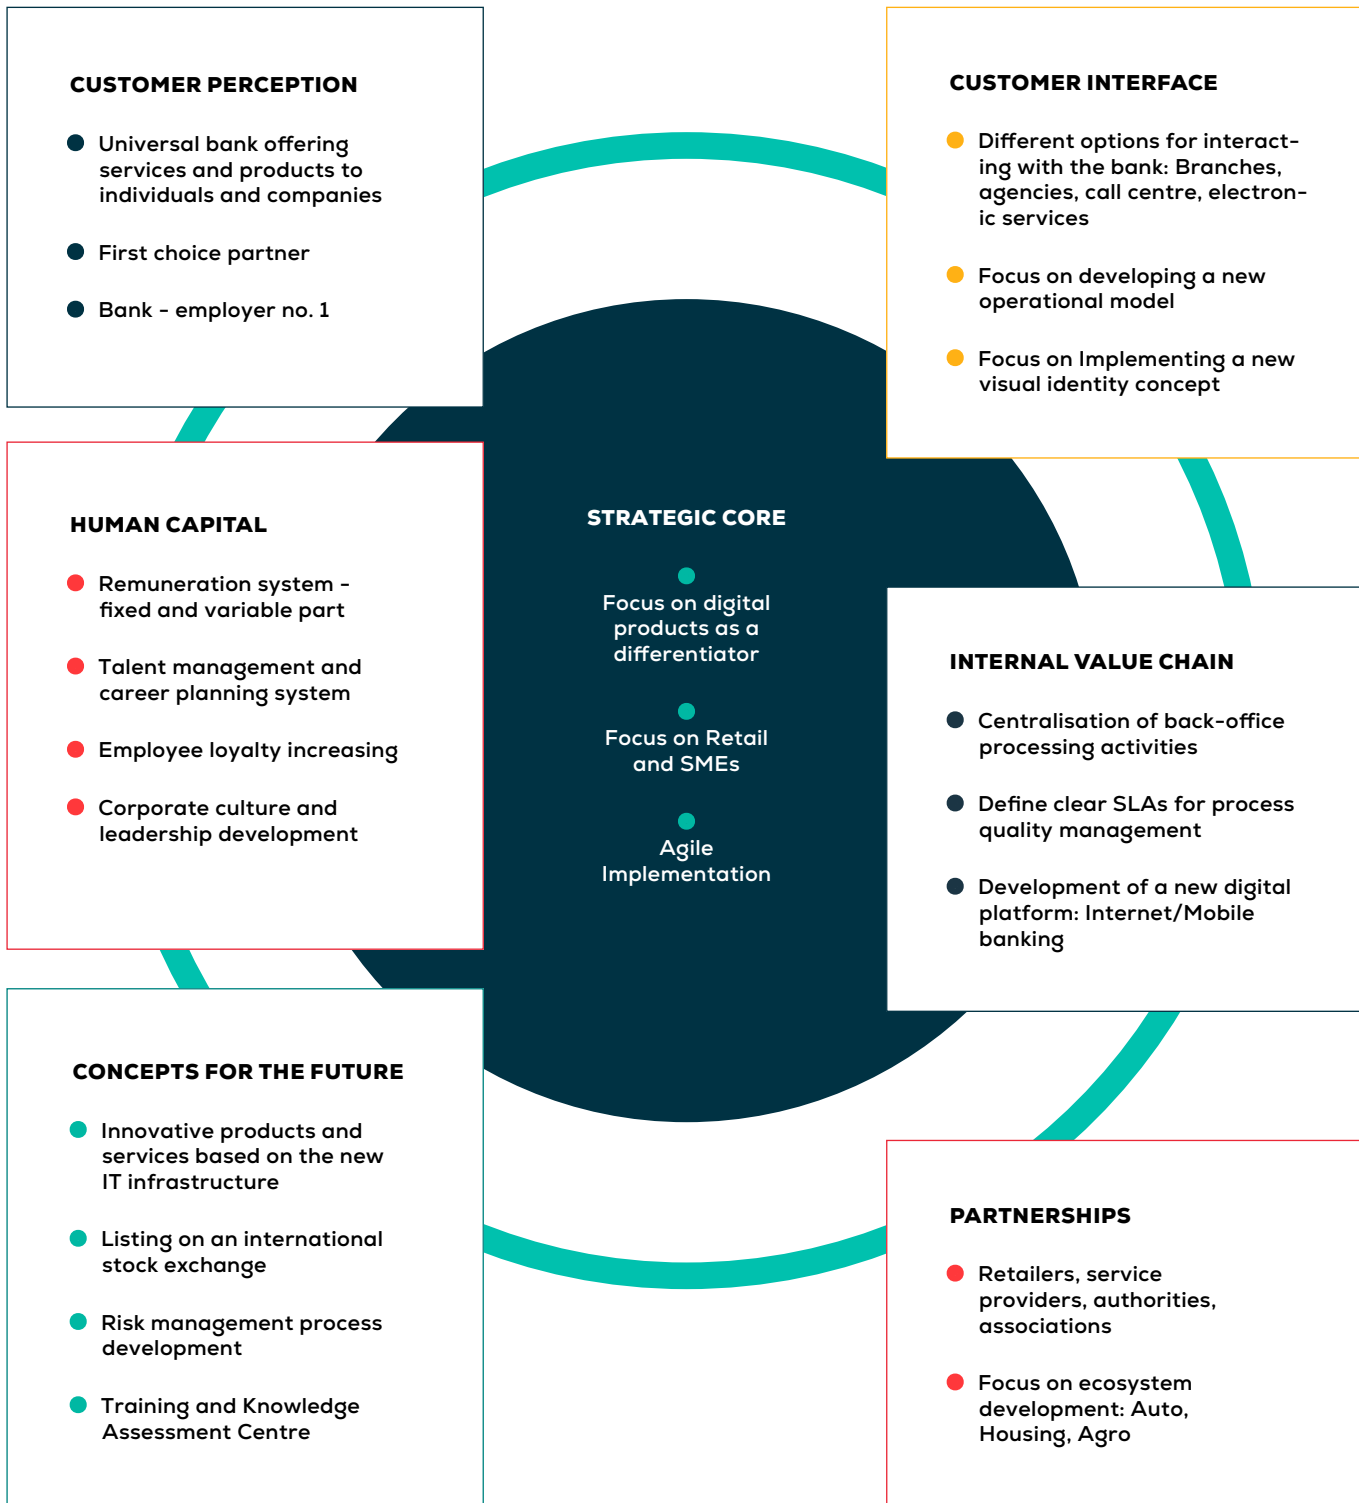 CUSTOMER PERCEPTION
Universal bank offering
services and products to
individuals and companies
First choice partner
Bank - employer no. 1
HUMAN CAPITAL
Remuneration system -
fixed and variable part
Talent management and
career planning system
Employee loyalty increasing
Corporate culture and
leadership development
CONCEPTS FOR THE FUTURE
Innovative products and
services based on the new
IT infrastructure
Listing on an international
stock exchange
Risk management process
development
Training and Knowledge
Assessment Centre
STRATEGIC CORE
Focus on digital
products as a
differentiator
Focus on Retail
and SMEs
Agile
Implementation
CUSTOMER INTERFACE
Different options for interact-
ing with the bank: Branches,
agencies, call centre, electron-
ic services
Focus on developing a new
operational model
Focus on Implementing a new
visual identity concept
INTERNAL VALUE CHAIN
Centralisation of back-office
processing activities
Define clear SLAs for process
quality management
Development of a new digital
platform: Internet/Mobile
banking
PARTNERSHIPS
Retailers, service
providers, authorities,
associations
Focus on ecosystem
development: Auto,
Housing, Agro